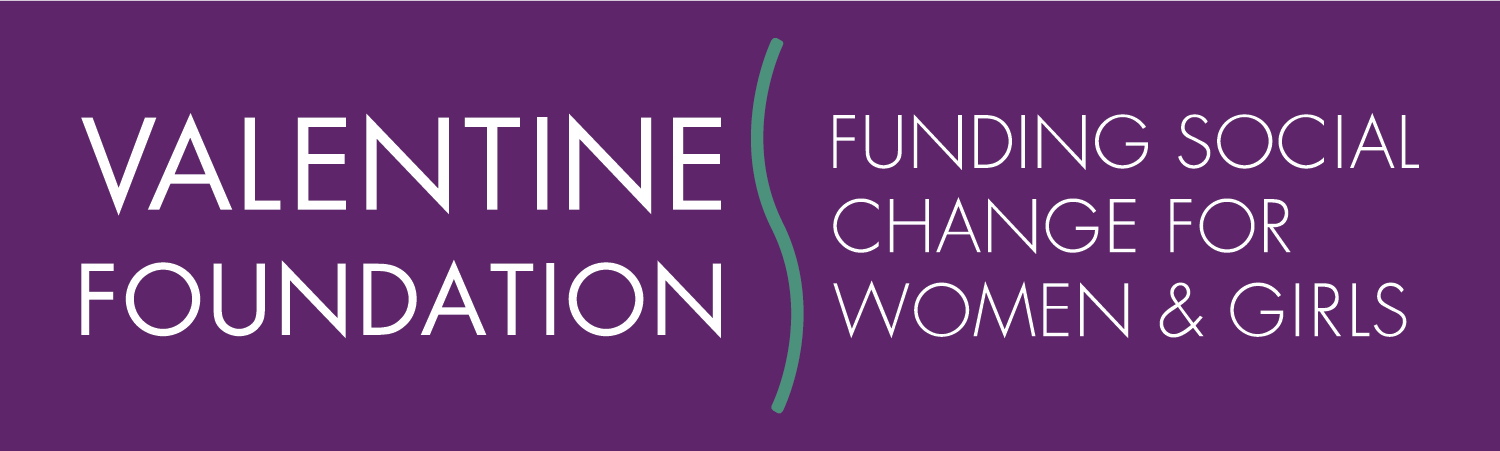 VALENTINE
FOUNDATION
FUNDING SOCIAL
CHANGE FOR
WOMEN & GIRLS